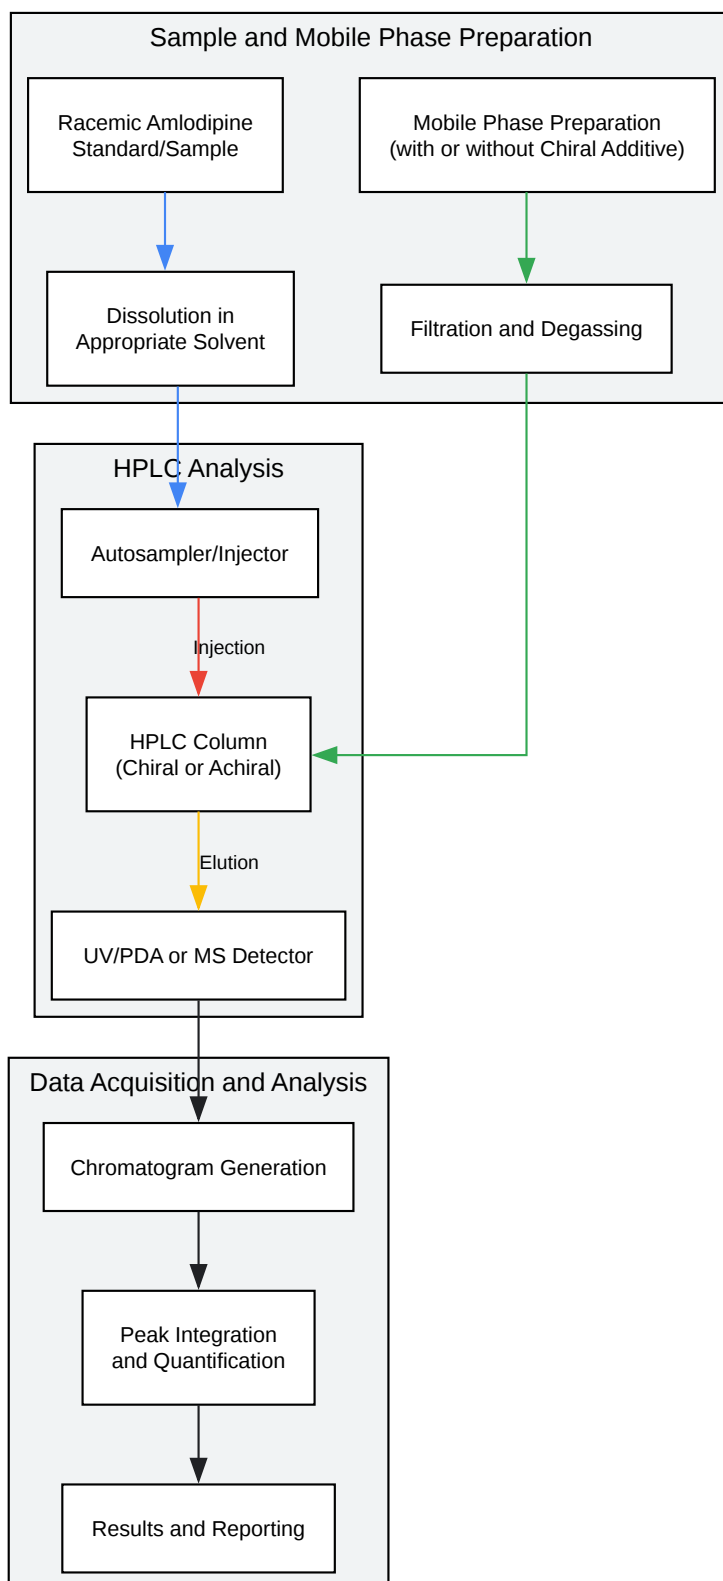 Sample and Mobile Phase Preparation
Racemic Amlodipine
Standard/Sample
Mobile Phase Preparation
(with or without Chiral Additive)
Dissolution in
Appropriate Solvent
Filtration and Degassing
HPLC Analysis
Autosampler/Injector
Injection
HPLC Column
(Chiral or Achiral)
Elution
UV/PDA or MS Detector
Data Acquisition and Analysis
Chromatogram Generation
Peak Integration
and Quantification
Results and Reporting